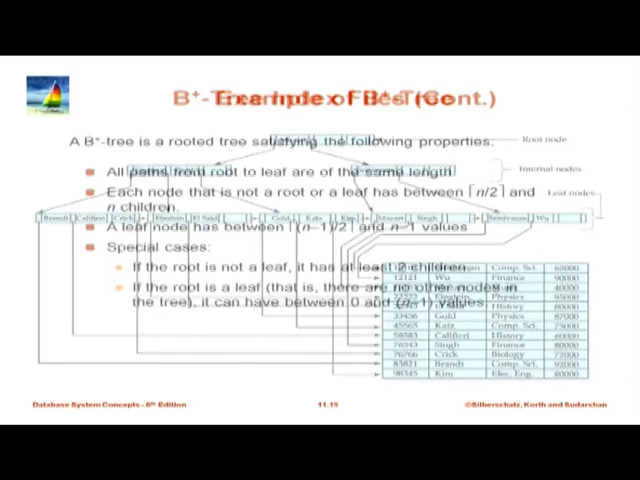 B⁺-Tree Index Files (Cont.)
Example of B⁺-Tree
A B⁺-tree is a rooted tree satisfying the following properties:
Root node
All paths from root to leaf are of the same length
Internal nodes
Each node that is not a root or a leaf has between ⌈n/2⌉ and
n children.
Leaf nodes
Brandt Califieri Crick Einstein El Said Gold Katz Kim Mozart Singh Srinivasan Wu
A leaf node has between ⌈(n–1)/2⌉ and n–1 values
Special cases:
If the root is not a leaf, it has at least 2 children.
If the root is a leaf (that is, there are no other nodes in
the tree), it can have between 0 and (n–1) values.
Comp. Sci. 65000
12121 Wu Finance 90000
Music 40000
22222 Einstein Physics 95000
History
33456 Gold Physics 87000
45565 Katz Comp. Sci. 75000
58583 Califieri History 60000
76543 Singh Finance 80000
76766 Crick Biology 72000
83821 Brandt Comp. Sci. 92000
98345 Kim Elec. Eng. 80000
Database System Concepts - 6th Edition
11.15
©Silberschatz, Korth and Sudarshan